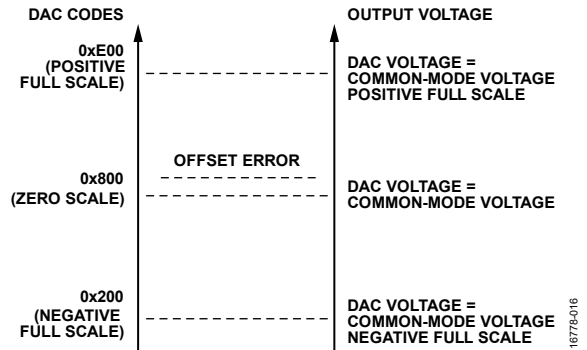 DAC CODES
OUTPUT VOLTAGE
0xE00
(POSITIVE
FULL SCALE)
DAC VOLTAGE =
COMMON-MODE VOLTAGE
POSITIVE FULL SCALE
OFFSET ERROR
0x800
(ZERO SCALE)
DAC VOLTAGE =
COMMON-MODE VOLTAGE
0x200
(NEGATIVE
FULL SCALE)
DAC VOLTAGE =
COMMON-MODE VOLTAGE
NEGATIVE FULL SCALE
16778-016